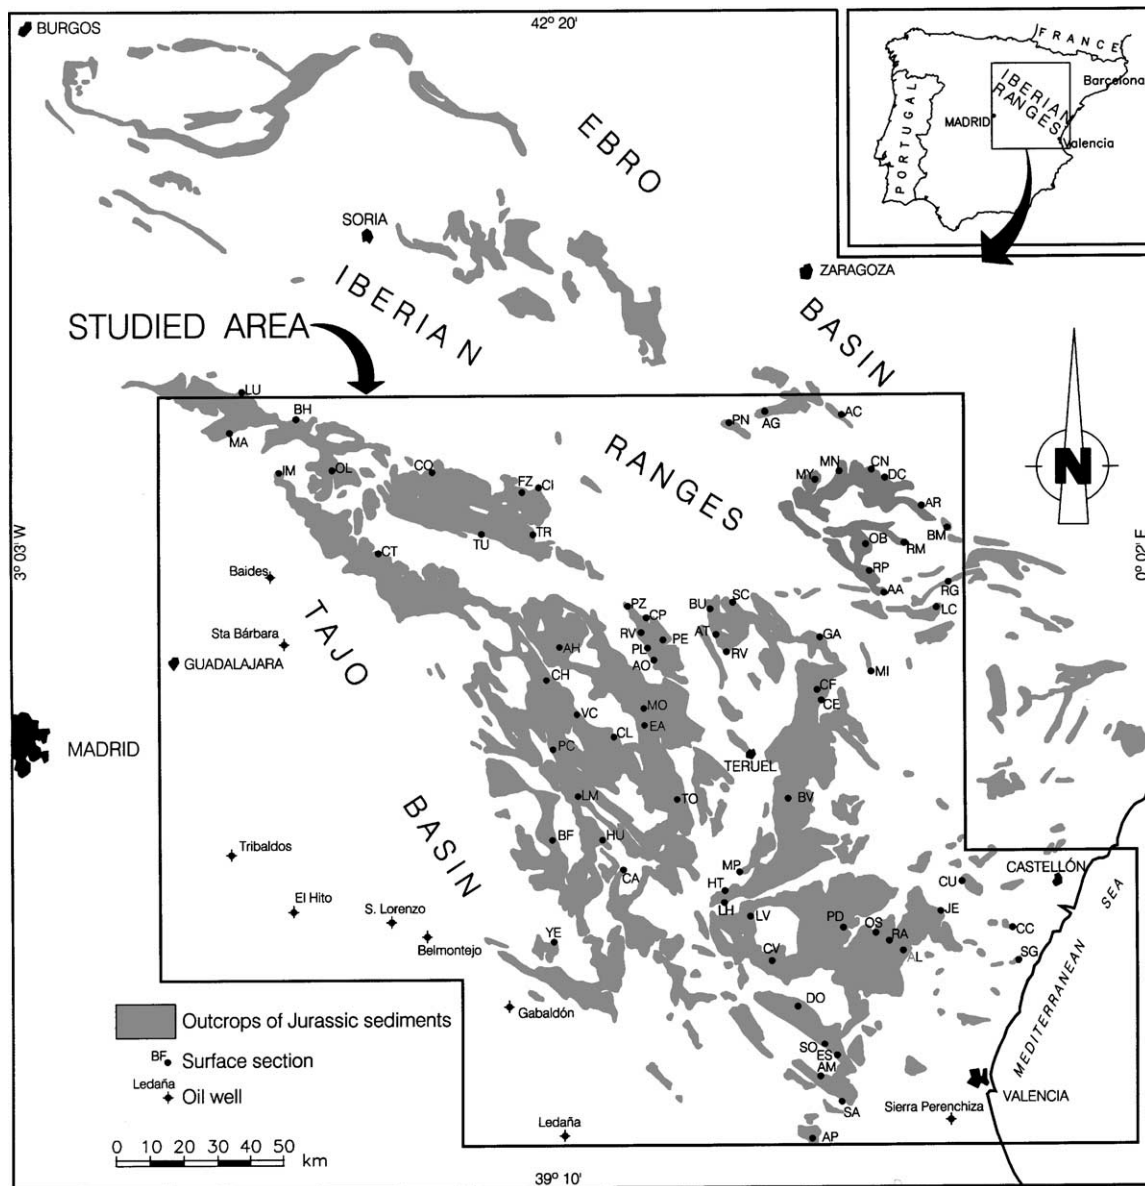 BURGOS
42° 20'
FRANCE
Barcelona
IBERIAN
RANGES
MADRID
Valencia
PORTUGAL
EBRO
SORIA
ZARAGOZA
IBERIAN
BASIN
STUDIED AREA
LU
BH
MA
PN
AG
AC
RANGES
JM
OL
CO
FZ
CI
MY
MN
CN
DC
AR
N
TU
TR
OB
RM
BM
3° 03' W
0° 02' E
CT
RP
AA
RG
LC
Baides
TAJO
PZ
CP
BU
SC
Sta Bárbara
RV
PL
PE
AT
RV
GA
GUADALAJARA
AH
AO
MI
CH
CF
CE
MO
VC
EA
CL
PC
MADRID
TERUEL
LM
TO
BV
BASIN
BF
HU
Tribaldos
CA
MP
CASTELLÓN
CU
El Hito
HT
LH
LV
S. Lorenzo
PD
OS
JE
SEA
CC
Belmontejo
YE
RA
AL
CV
SG
MEDITERRANEAN
DO
Gabaldón
Outcrops of Jurassic sediments
SO
ES
BF
Surface section
AM
Ledaña
Oil well
VALENCIA
SA
Sierra Perenchiza
Ledaña
AP
0 10 20 30 40 50
km
39° 10'